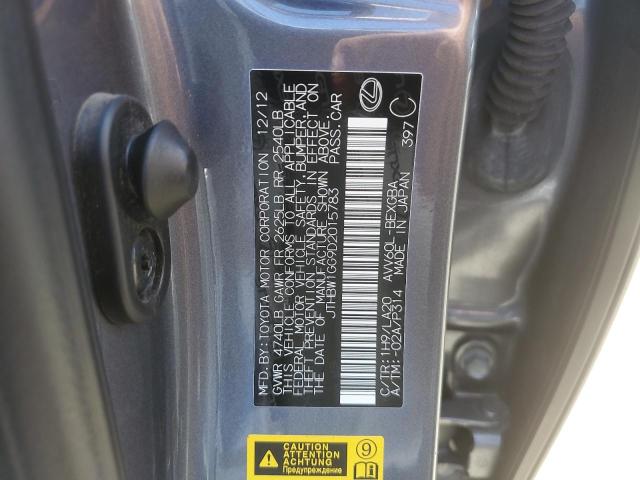 MFD.BY:TOYOTA MOTOR CORPORATION 12/12
GVWR 4740LB GAWR FR 2625LB RR 2540LB
THIS VEHICLE CONFORMS TO ALL APPLICABLE
FEDERAL MOTOR VEHICLE SAFETY, BUMPER, AND
THEFT PREVENTION STANDARDS IN EFFECT ON
THE DATE OF MANUFACTURE SHOWN ABOVE.
JTHBW1GG9D2015783 PASS.CAR
C/TR:1H9/LA20 AVV60L-BEXGBA
A/TM:-02A/P314 MADE IN JAPAN
397 C
CAUTION
ATTENTION
ACHTUNG
Предупреждение
9